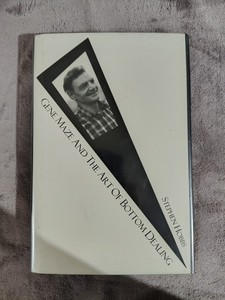 GENE MAZE AND THE ART OF BOTTOM DEALING
STEPHEN HOBBS